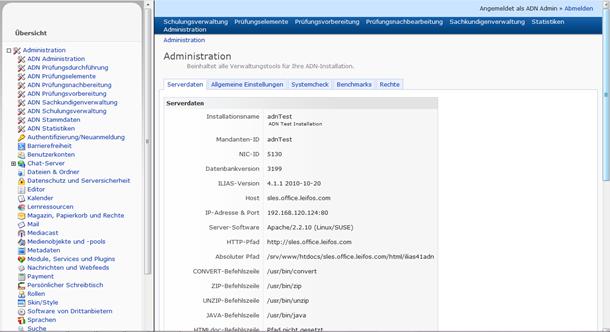 Angemeldet als ADN Admin » Abmelden
Übersicht
Administration
ADN Administration
ADN Prüfungsdurchführung
ADN Prüfungselemente
ADN Prüfungsnachbereitung
ADN Prüfungsvorbereitung
ADN Sachkundigenverwaltung
ADN Schulungsverwaltung
ADN Stammdaten
ADN Statistiken
Authentifizierung/Neuanmeldung
Barrierefreiheit
Benutzerkonten
Chat-Server
Dateien & Ordner
Datenschutz und Serversicherheit
Editor
Kalender
Lernressourcen
Magazin, Papierkorb und Rechte
Mail
Mediacast
Medienobjekte und -pools
Metadaten
Module, Services und Plugins
Nachrichten und Webfeeds
Payment
Persönlicher Schreibtisch
Rollen
Skin/Style
Software von Drittanbietern
Sprachen
Suche
Schulungsverwaltung Prüfungselemente Prüfungsvorbereitung Prüfungsnachbearbeitung Sachkundigenverwaltung Statistiken
Administration
Administration
Administration
Beinhaltet alle Verwaltungstools für Ihre ADN-Installation.
Serverdaten Allgemeine Einstellungen Systemcheck Benchmarks Rechte
Serverdaten
Installationsname adnTest
ADN Test Installation
Mandanten-ID adnTest
NIC-ID 5130
Datenbankversion 3199
ILIAS-Version 4.1.1 2010-10-20
Host sles.office.leifos.com
IP-Adresse & Port 192.168.120.124:80
Server-Software Apache/2.2.10 (Linux/SUSE)
HTTP-Pfad http://sles.office.leifos.com
Absoluter Pfad /srv/www/htdocs/sles.office.leifos.com/html/ilias41adn
CONVERT-Befehlszeile /usr/bin/convert
ZIP-Befehlszeile /usr/bin/zip
UNZIP-Befehlszeile /usr/bin/unzip
JAVA-Befehlszeile /usr/bin/java
HTMLdoc-Befehlszeile Pfad nicht gesetzt